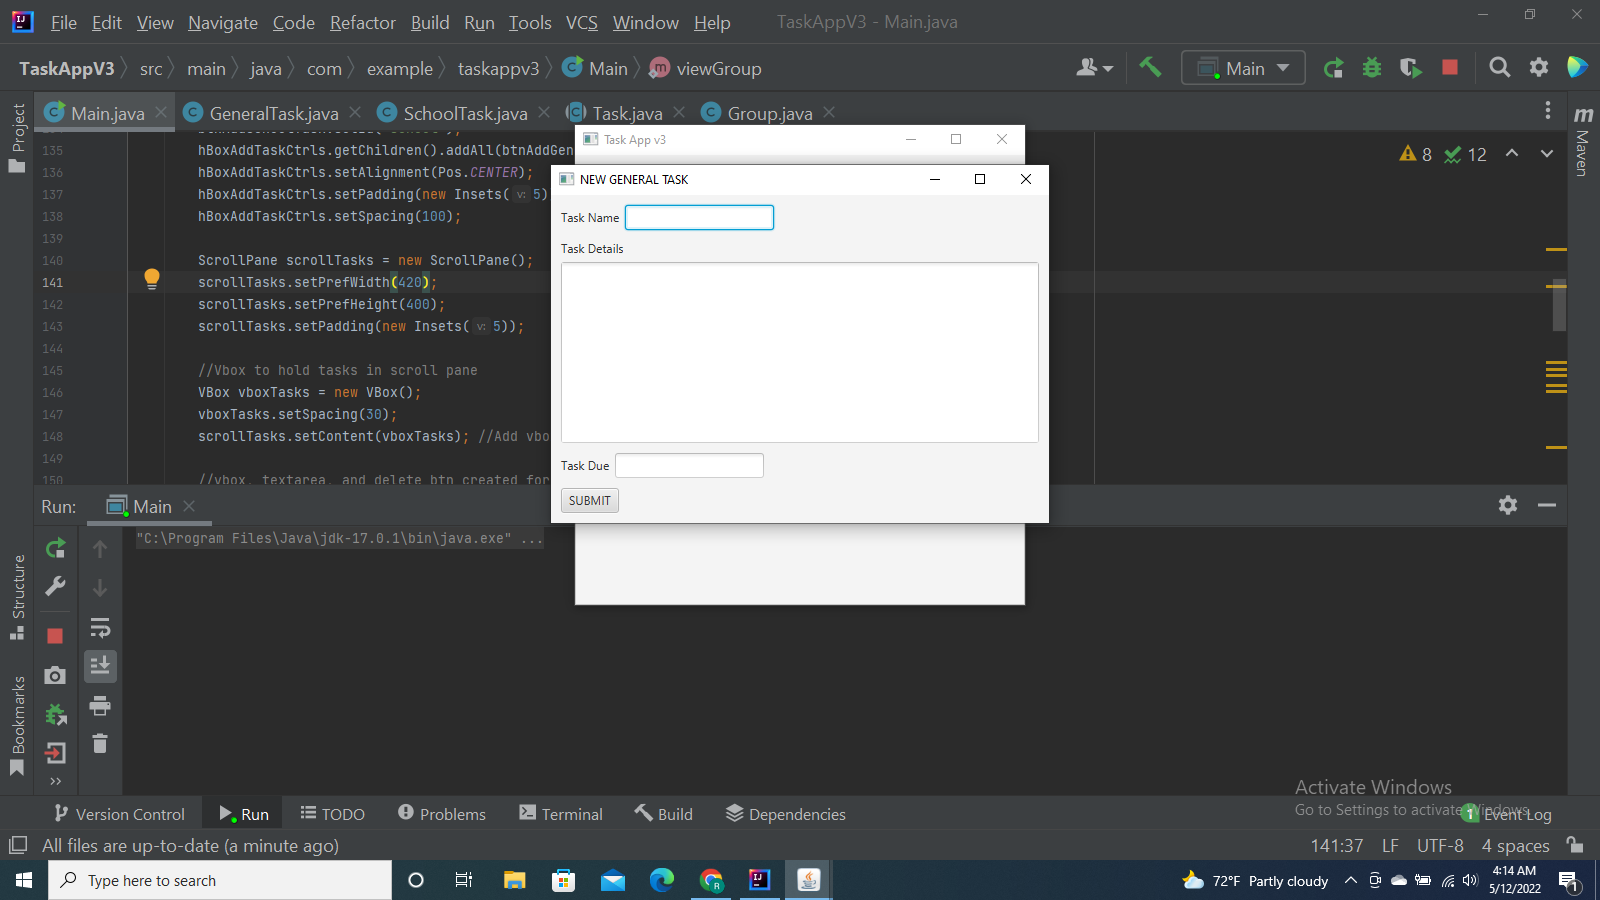 File Edit View Navigate Code Refactor Build Run Tools VCS Window Help TaskAppV3 - Main.java
TaskAppV3 src main java com example taskappv3 Main viewGroup
Main
Main.java GeneralTask.java SchoolTask.java Task.java Group.java
8 12
Project
Maven
135 hBoxAddTaskCtrls.getChildren().addAll(btnAddGen
136 hBoxAddTaskCtrls.setAlignment(Pos.CENTER);
137 hBoxAddTaskCtrls.setPadding(new Insets( v: 5)
138 hBoxAddTaskCtrls.setSpacing(100);
139
140 ScrollPane scrollTasks = new ScrollPane();
141 scrollTasks.setPrefWidth(420);
142 scrollTasks.setPrefHeight(400);
143 scrollTasks.setPadding(new Insets( v: 5));
144
145 //Vbox to hold tasks in scroll pane
146 VBox vboxTasks = new VBox();
147 vboxTasks.setSpacing(30);
148 scrollTasks.setContent(vboxTasks); //Add vbo
149
150 //vbox, textarea, and delete btn created for
Task App v3
NEW GENERAL TASK
Task Name
Task Details
Task Due
SUBMIT
Run: Main
"C:\Program Files\Java\jdk-17.0.1\bin\java.exe" ...
Structure
Bookmarks
Activate Windows
Go to Settings to activate Windows.
Version Control Run TODO Problems Terminal Build Dependencies 1 Event Log
All files are up-to-date (a minute ago) 141:37 LF UTF-8 4 spaces
Type here to search
72°F Partly cloudy
4:14 AM
5/12/2022
1